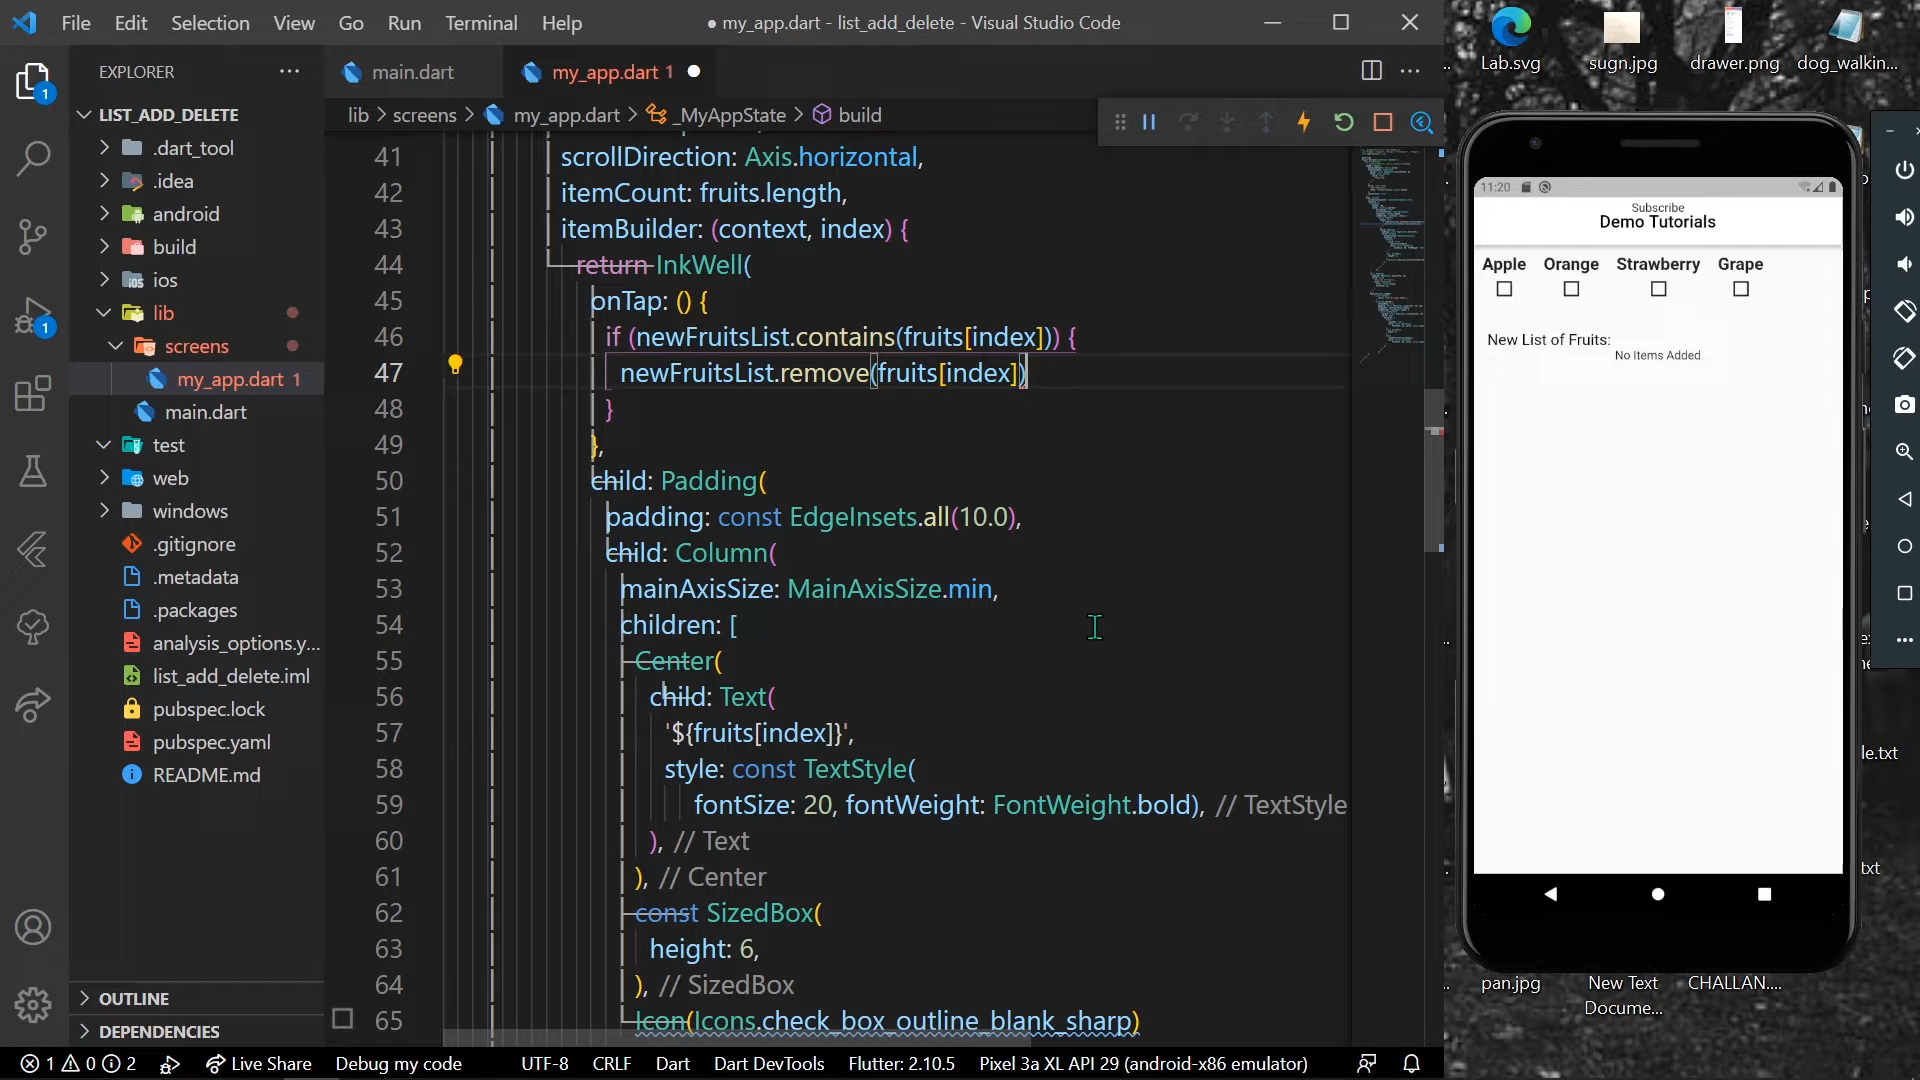 File Edit Selection View Go Run Terminal Help
● my_app.dart - list_add_delete - Visual Studio Code
EXPLORER
LIST_ADD_DELETE
.dart_tool
.idea
android
build
ios
lib
screens
my_app.dart 1
main.dart
test
web
windows
.gitignore
.metadata
.packages
analysis_options.y...
list_add_delete.iml
pubspec.lock
pubspec.yaml
README.md
OUTLINE
DEPENDENCIES
1
1
main.dart
my_app.dart 1
lib > screens > my_app.dart > _MyAppState > build
41 scrollDirection: Axis.horizontal,
42 itemCount: fruits.length,
43 itemBuilder: (context, index) {
44 return InkWell(
45 onTap: () {
46 if (newFruitsList.contains(fruits[index])) {
47 newFruitsList.remove(fruits[index])
48 }
49 },
50 child: Padding(
51 padding: const EdgeInsets.all(10.0),
52 child: Column(
53 mainAxisSize: MainAxisSize.min,
54 children: [
55 Center(
56 child: Text(
57 '${fruits[index]}',
58 style: const TextStyle(
59 fontSize: 20, fontWeight: FontWeight.bold), // TextStyle
60 ), // Text
61 ), // Center
62 const SizedBox(
63 height: 6,
64 ), // SizedBox
65 Icon(Icons.check_box_outline_blank_sharp)
1 0 2 Live Share Debug my code UTF-8 CRLF Dart Dart DevTools Flutter: 2.10.5 Pixel 3a XL API 29 (android-x86 emulator)
Lab.svg
sugn.jpg
drawer.png
dog_walkin...
11:20
Subscribe
Demo Tutorials
Apple Orange Strawberry Grape
New List of Fruits:
No Items Added
le.txt
txt
pan.jpg
New Text
Docume...
CHALLAN....